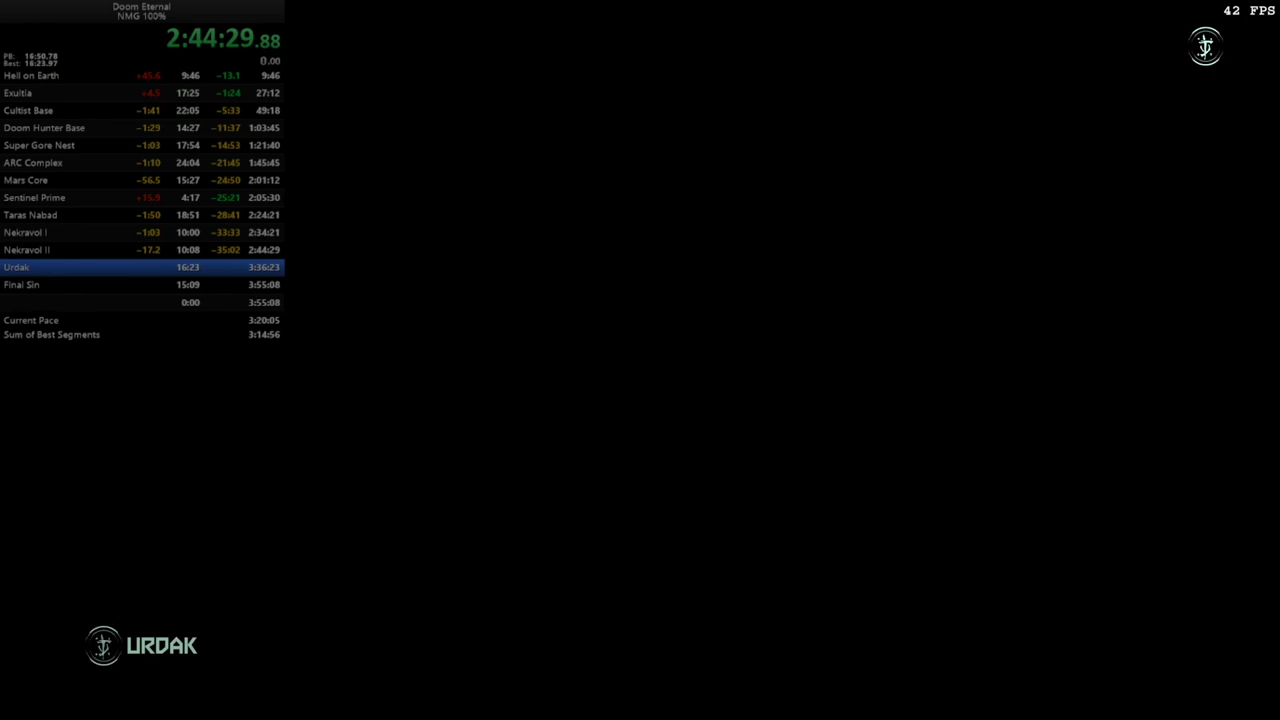 Doom Eternal
NMG 100%
42 FPS
2:44:29.88
PB: 16:50.78
Best: 16:23.97
0.00
Hell on Earth +45.6 9:46 −13.1 9:46
Exultia +4.5 17:25 −1:24 27:12
Cultist Base −1:41 22:05 −5:33 49:18
Doom Hunter Base −1:29 14:27 −11:37 1:03:45
Super Gore Nest −1:03 17:54 −14:53 1:21:40
ARC Complex −1:10 24:04 −21:45 1:45:45
Mars Core −56.5 15:27 −24:50 2:01:12
Sentinel Prime +15.9 4:17 −25:21 2:05:30
Taras Nabad −1:50 18:51 −28:41 2:24:21
Nekravol I −1:03 10:00 −33:33 2:34:21
Nekravol II −17.2 10:08 −35:02 2:44:29
Urdak 16:23 3:36:23
Final Sin 15:09 3:55:08
0:00 3:55:08
Current Pace 3:20:05
Sum of Best Segments 3:14:56
URDAK